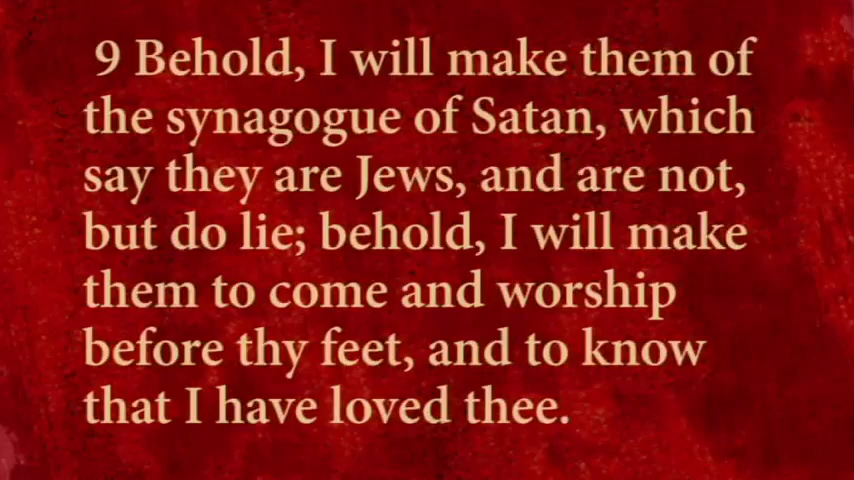 9 Behold, I will make them of
the synagogue of Satan, which
say they are Jews, and are not,
but do lie; behold, I will make
them to come and worship
before thy feet, and to know
that I have loved thee.